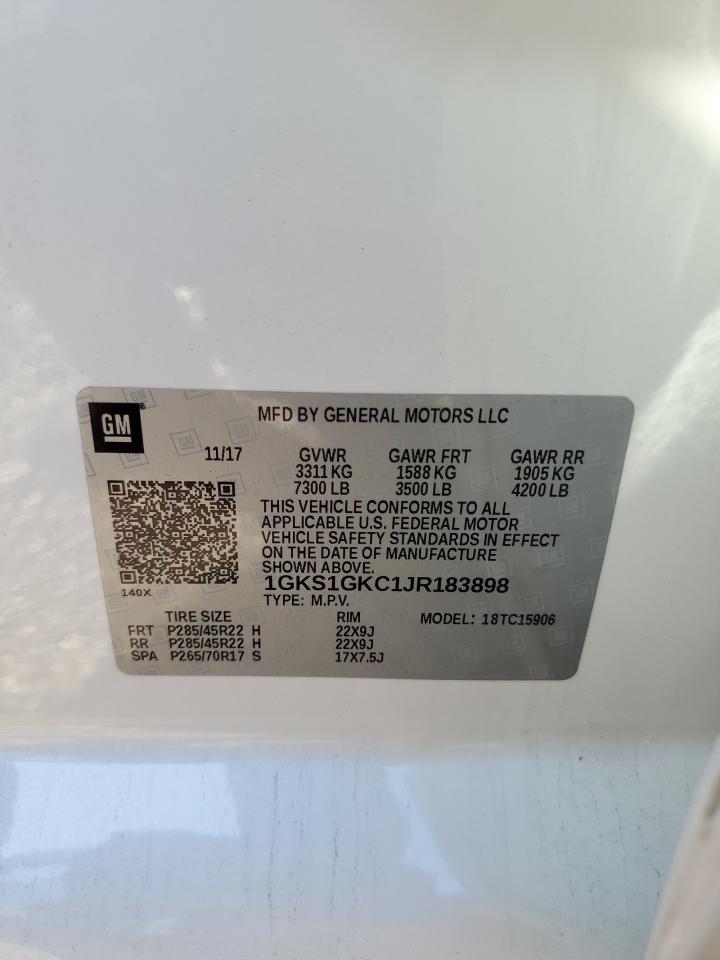 GM
MFD BY GENERAL MOTORS LLC
11/17 GVWR GAWR FRT GAWR RR
3311 KG 1588 KG 1905 KG
7300 LB 3500 LB 4200 LB
THIS VEHICLE CONFORMS TO ALL
APPLICABLE U.S. FEDERAL MOTOR
VEHICLE SAFETY STANDARDS IN EFFECT
ON THE DATE OF MANUFACTURE
SHOWN ABOVE.
1GKS1GKC1JR183898
140X
TYPE: M.P.V.
TIRE SIZE RIM MODEL: 18TC15906
FRT P285/45R22 H 22X9J
RR P285/45R22 H 22X9J
SPA P265/70R17 S 17X7.5J